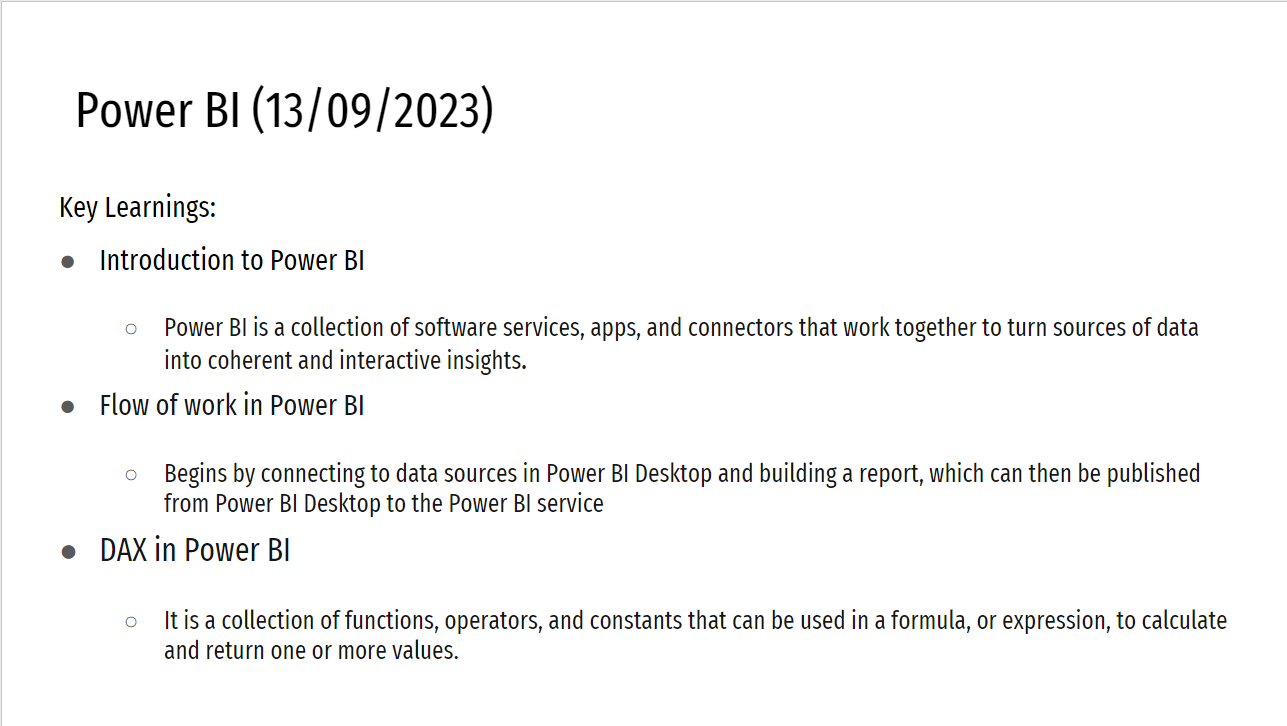 Power BI (13/09/2023)
Key Learnings:
● Introduction to Power BI
○ Power BI is a collection of software services, apps, and connectors that work together to turn sources of data
into coherent and interactive insights.
● Flow of work in Power BI
○ Begins by connecting to data sources in Power BI Desktop and building a report, which can then be published
from Power BI Desktop to the Power BI service
● DAX in Power BI
○ It is a collection of functions, operators, and constants that can be used in a formula, or expression, to calculate
and return one or more values.